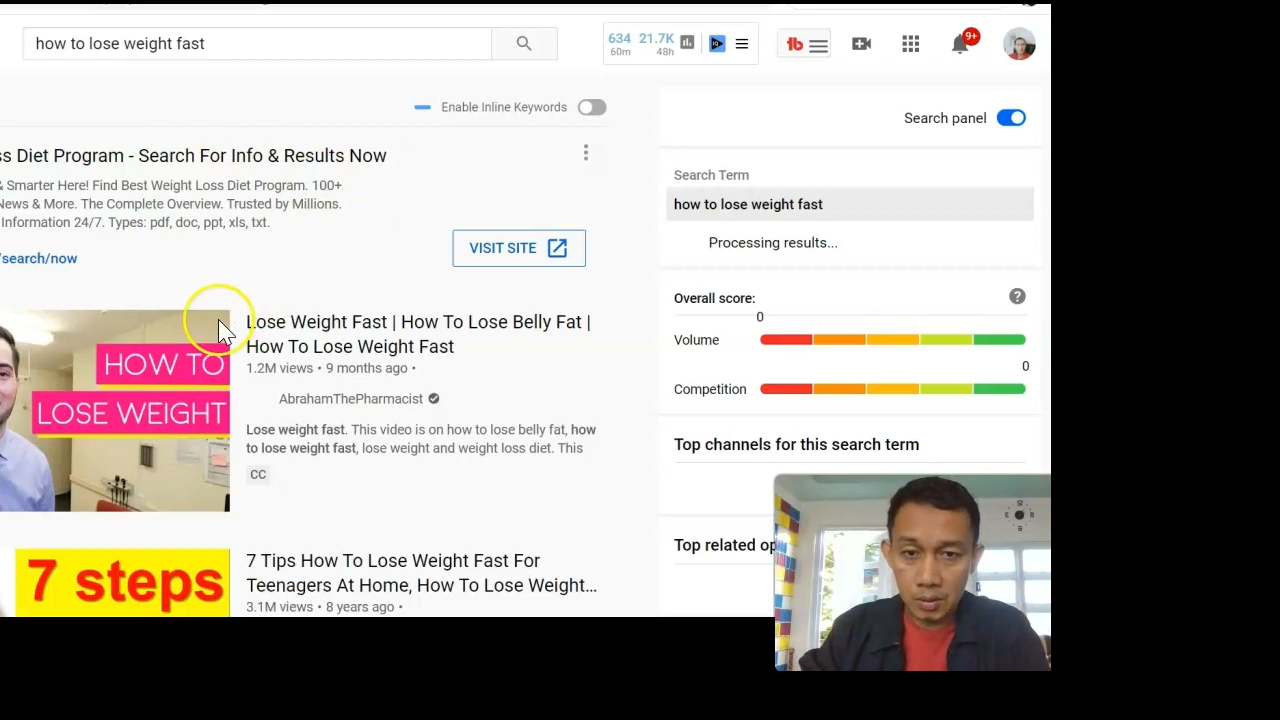 how to lose weight fast
634 21.7K
60m 48h
9+
Enable Inline Keywords
Search panel
ss Diet Program - Search For Info & Results Now
& Smarter Here! Find Best Weight Loss Diet Program. 100+
News & More. The Complete Overview. Trusted by Millions.
Information 24/7. Types: pdf, doc, ppt, xls, txt.
VISIT SITE
/search/now
Search Term
how to lose weight fast
Processing results...
Overall score:
0
Volume
0
Competition
HOW TO
LOSE WEIGHT
Lose Weight Fast | How To Lose Belly Fat |
How To Lose Weight Fast
1.2M views • 9 months ago •
AbrahamThePharmacist
Lose weight fast. This video is on how to lose belly fat, how
to lose weight fast, lose weight and weight loss diet. This
CC
Top channels for this search term
Top related op
7 steps
7 Tips How To Lose Weight Fast For
Teenagers At Home, How To Lose Weight...
3.1M views • 8 years ago •